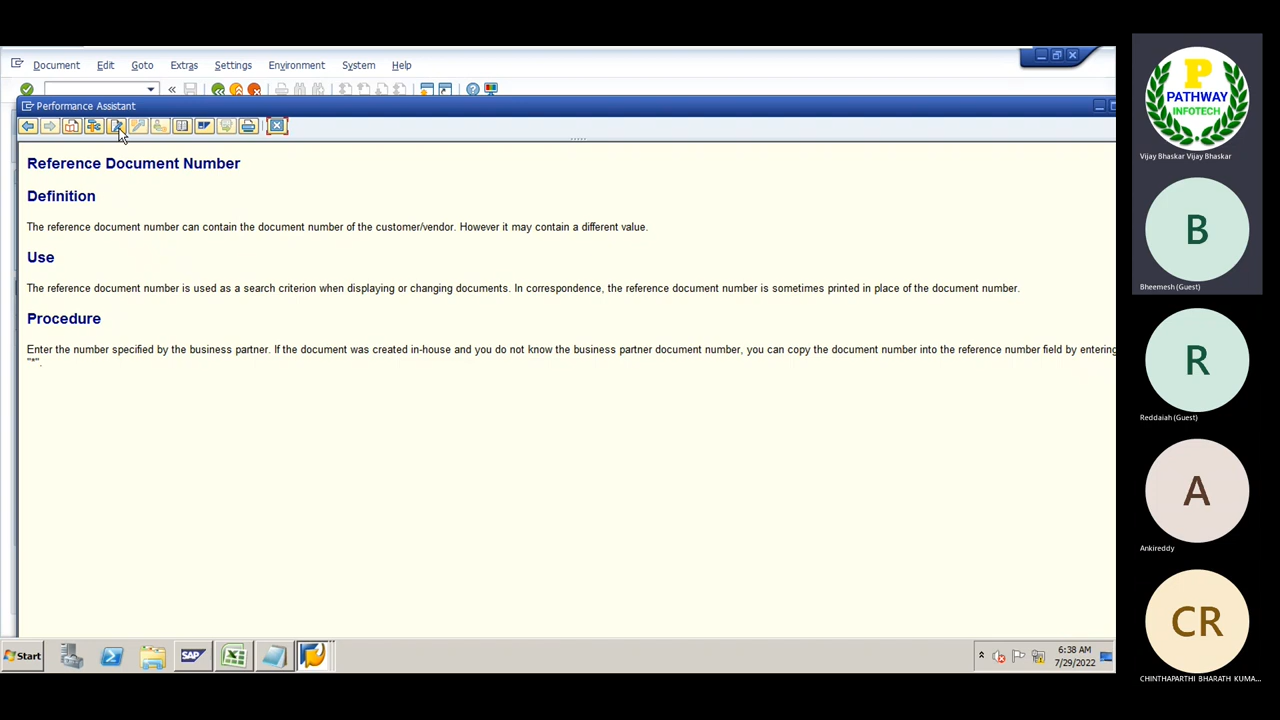 Document Edit Goto Extras Settings Environment System Help
Performance Assistant
Reference Document Number
Definition
The reference document number can contain the document number of the customer/vendor. However it may contain a different value.
Use
The reference document number is used as a search criterion when displaying or changing documents. In correspondence, the reference document number is sometimes printed in place of the document number.
Procedure
Enter the number specified by the business partner. If the document was created in-house and you do not know the business partner document number, you can copy the document number into the reference number field by entering
"*".
Start
SAP
6:38 AM
7/29/2022
P
PATHWAY
INFOTECH
Vijay Bhaskar Vijay Bhaskar
B
Bheemesh (Guest)
R
Reddaiah (Guest)
A
Ankireddy
CR
CHINTHAPARTHI BHARATH KUMA...